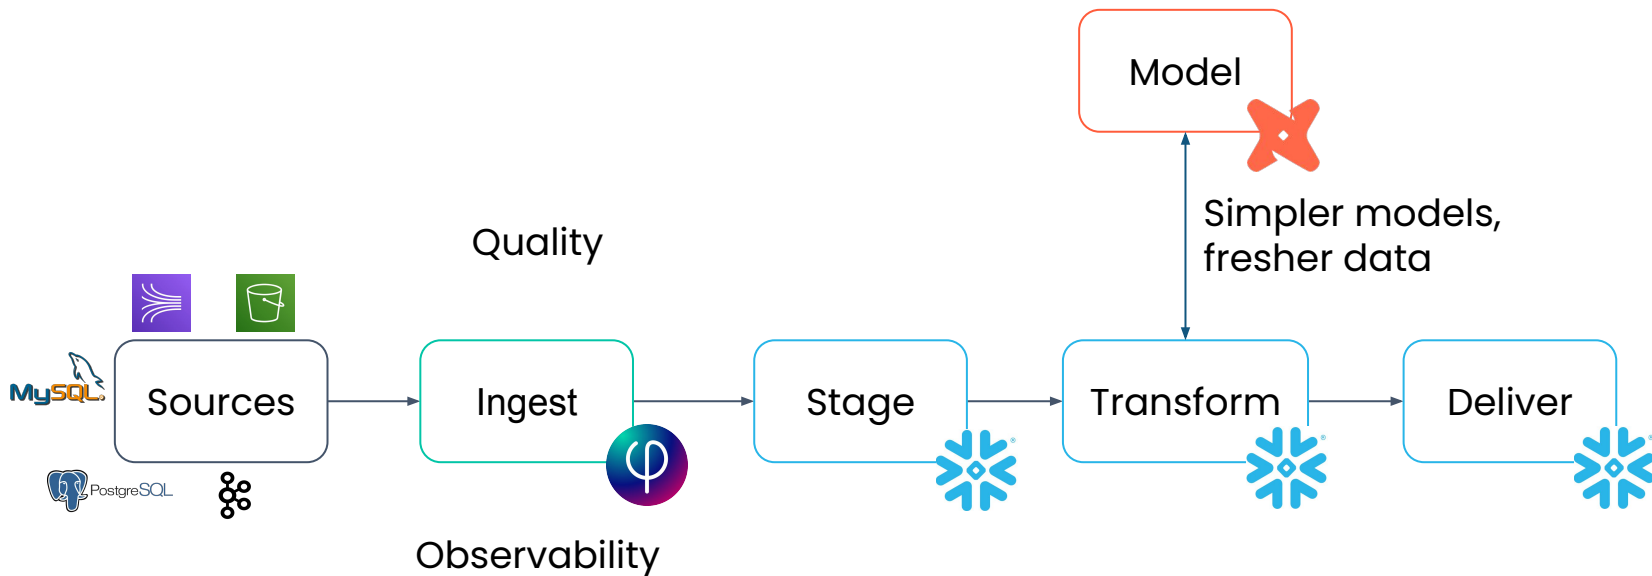 Model
Simpler models,
fresher data
Quality
MySQL®
Sources
Ingest
Stage
Transform
Deliver
PostgreSQL
Observability